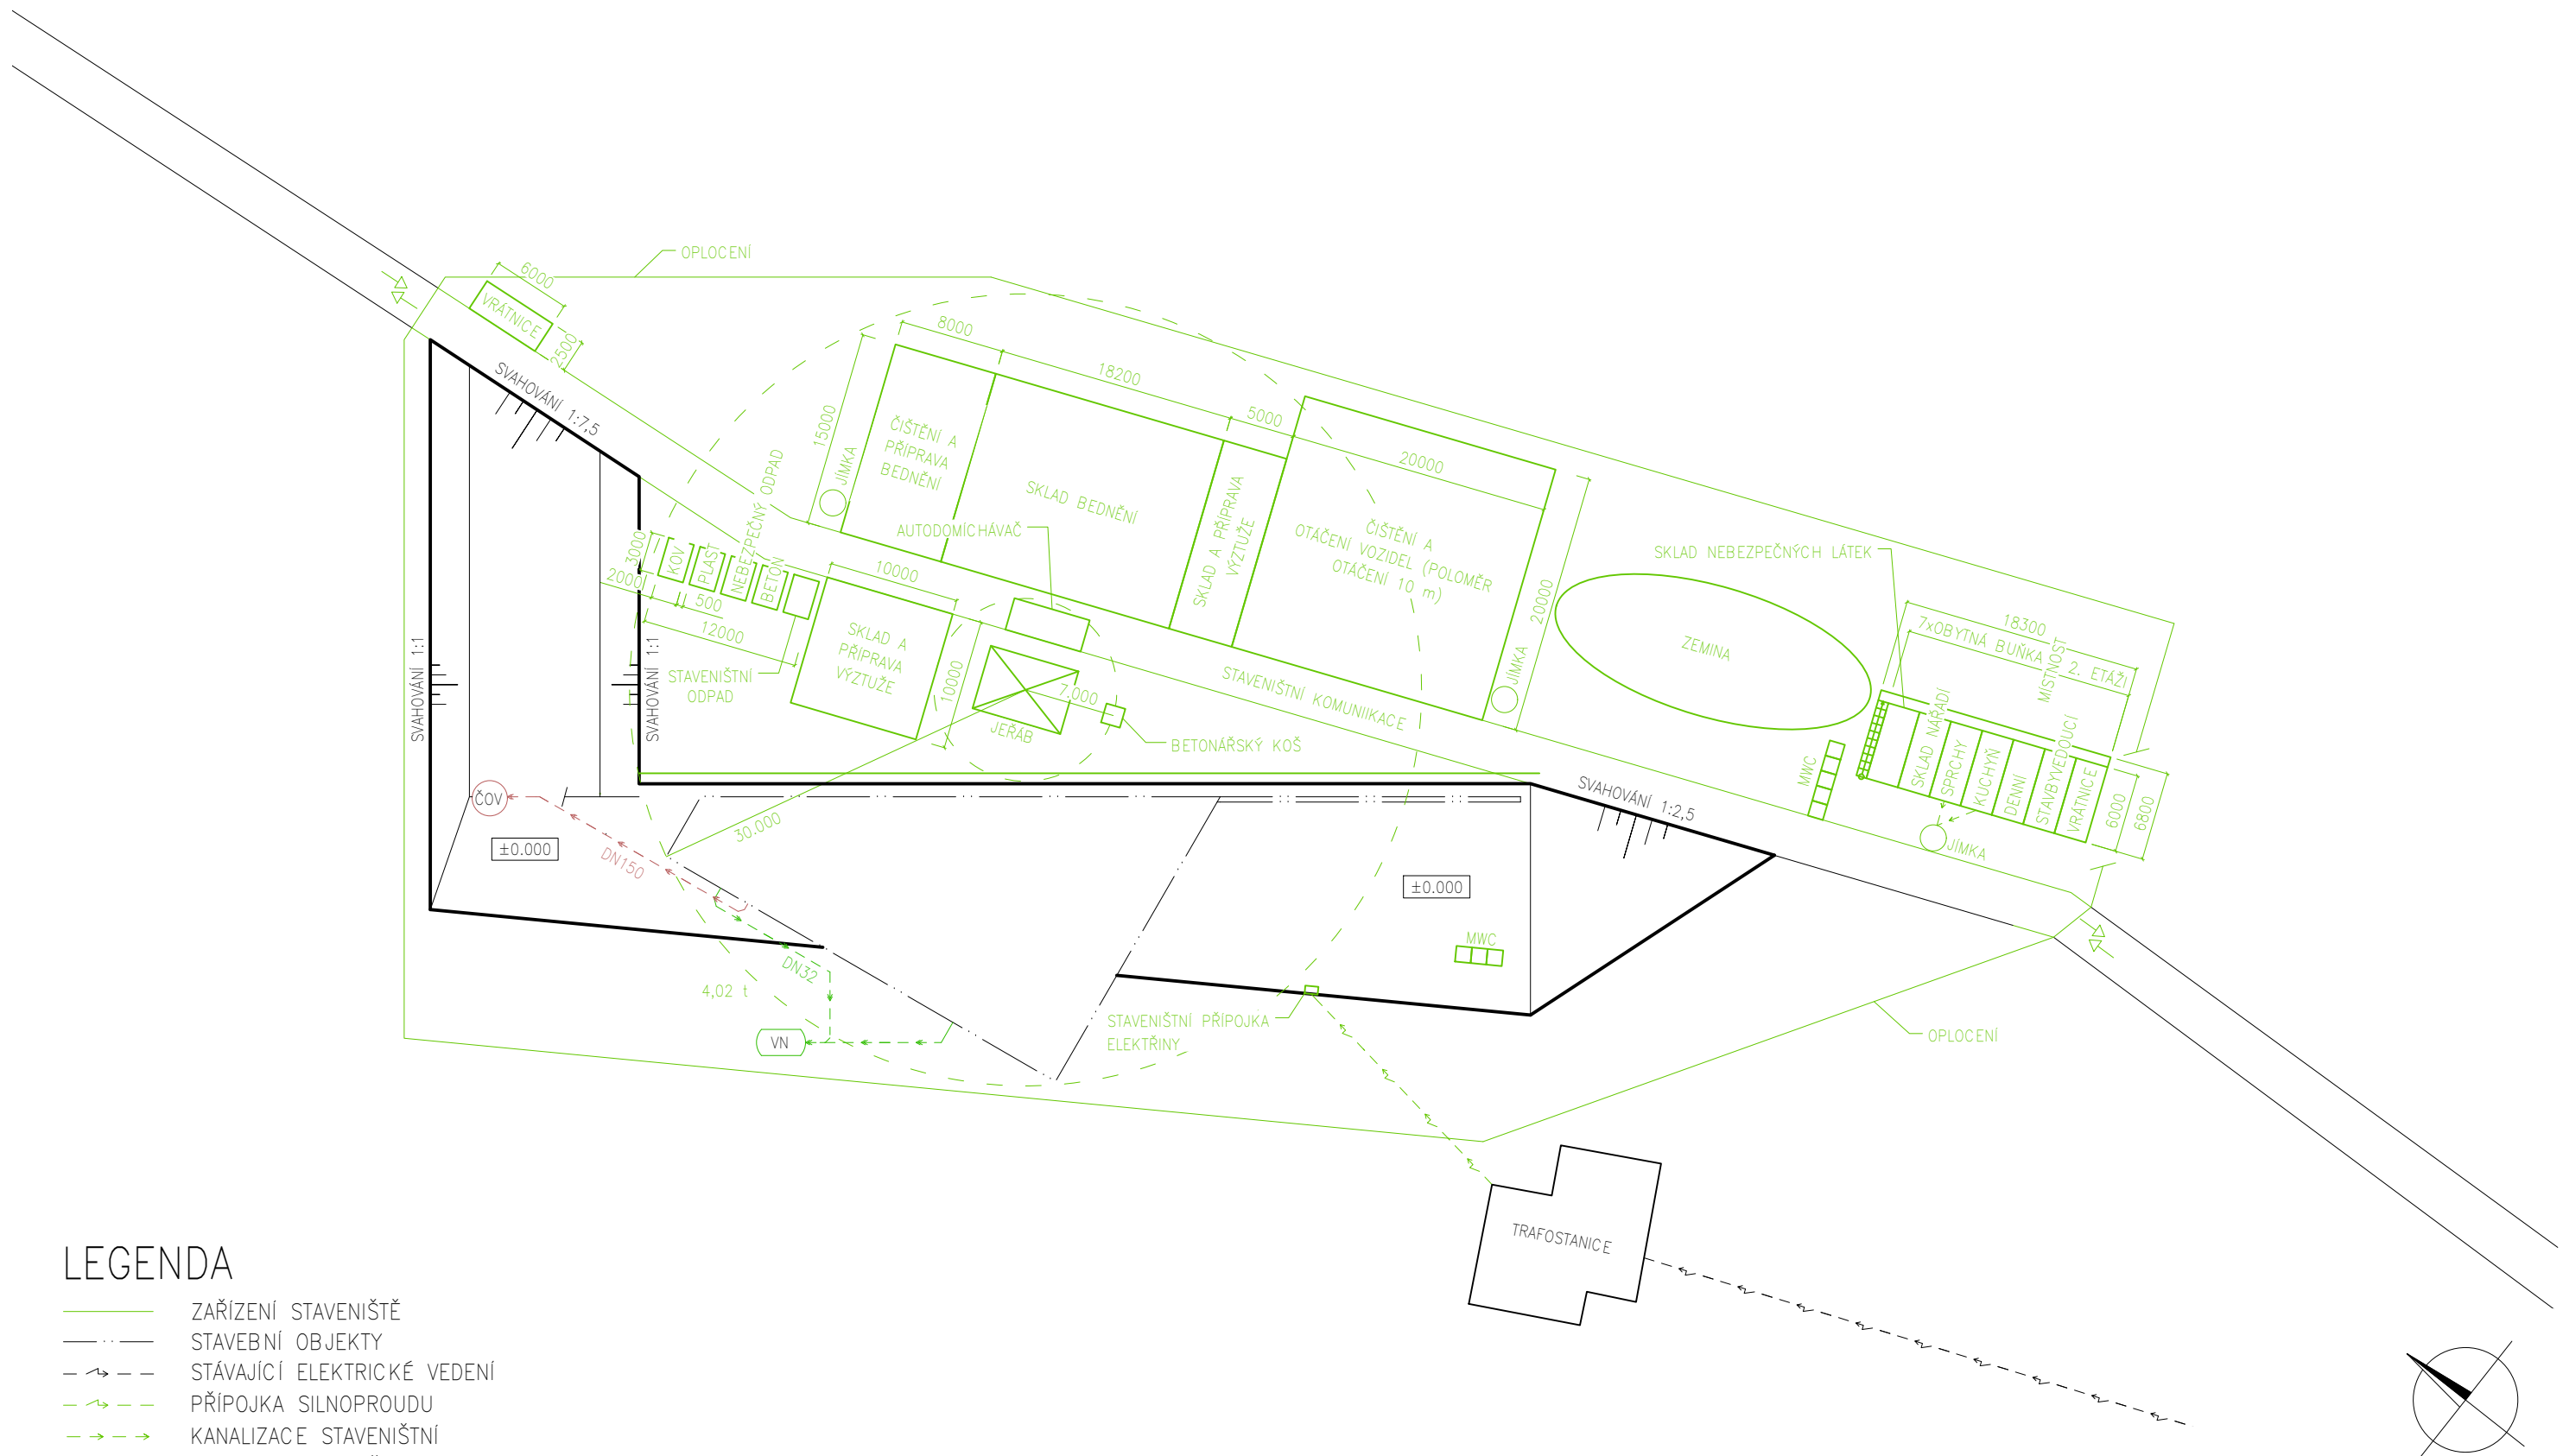 OPLOCENÍ
6000
VRÁTNICE
2500
SVAHOVÁNÍ 1:7,5
8000
18200
5000
20000
15000
JÍMKA
ČIŠTĚNÍ A
PŘÍPRAVA
BEDNĚNÍ
SKLAD BEDNĚNÍ
SKLAD A PŘÍPRAVA
VÝZTUŽE
ČIŠTĚNÍ A
OTÁČENÍ VOZIDEL (POLOMĚR
OTÁČENÍ 10 m)
20000
JÍMKA
AUTODOMÍCHÁVAČ
3000
KOV
PLAST
NEBEZPEČNÝ ODPAD
BETON
2000
500
12000
10000
SKLAD A
PŘÍPRAVA
VÝZTUŽE
10000
STAVENIŠTNÍ
ODPAD
7.000
JEŘÁB
BETONÁŘSKÝ KOŠ
STAVENIŠTNÍ KOMUNIIKACE
SKLAD NEBEZPEČNÝCH LÁTEK
ZEMINA
18300
7xOBYTNÁ BUŇKA
2. ETÁŽI
MÍSTNOST
SKLAD NÁŘADÍ
SPRCHY
KUCHYŇ
DENNÍ
STAVBYVEDOUCÍ
VRÁTNICE
6000
6800
MWC
JÍMKA
SVAHOVÁNÍ 1:1
SVAHOVÁNÍ 1:1
SVAHOVÁNÍ 1:2,5
ČOV
±0.000
DN150
30.000
±0.000
MWC
DN32
4,02 t
VN
STAVENIŠTNÍ PŘÍPOJKA
ELEKTŘINY
OPLOCENÍ
TRAFOSTANICE
LEGENDA
ZAŘÍZENÍ STAVENIŠTĚ
STAVEBNÍ OBJEKTY
STÁVAJÍCÍ ELEKTRICKÉ VEDENÍ
PŘÍPOJKA SILNOPROUDU
KANALIZACE STAVENIŠTNÍ